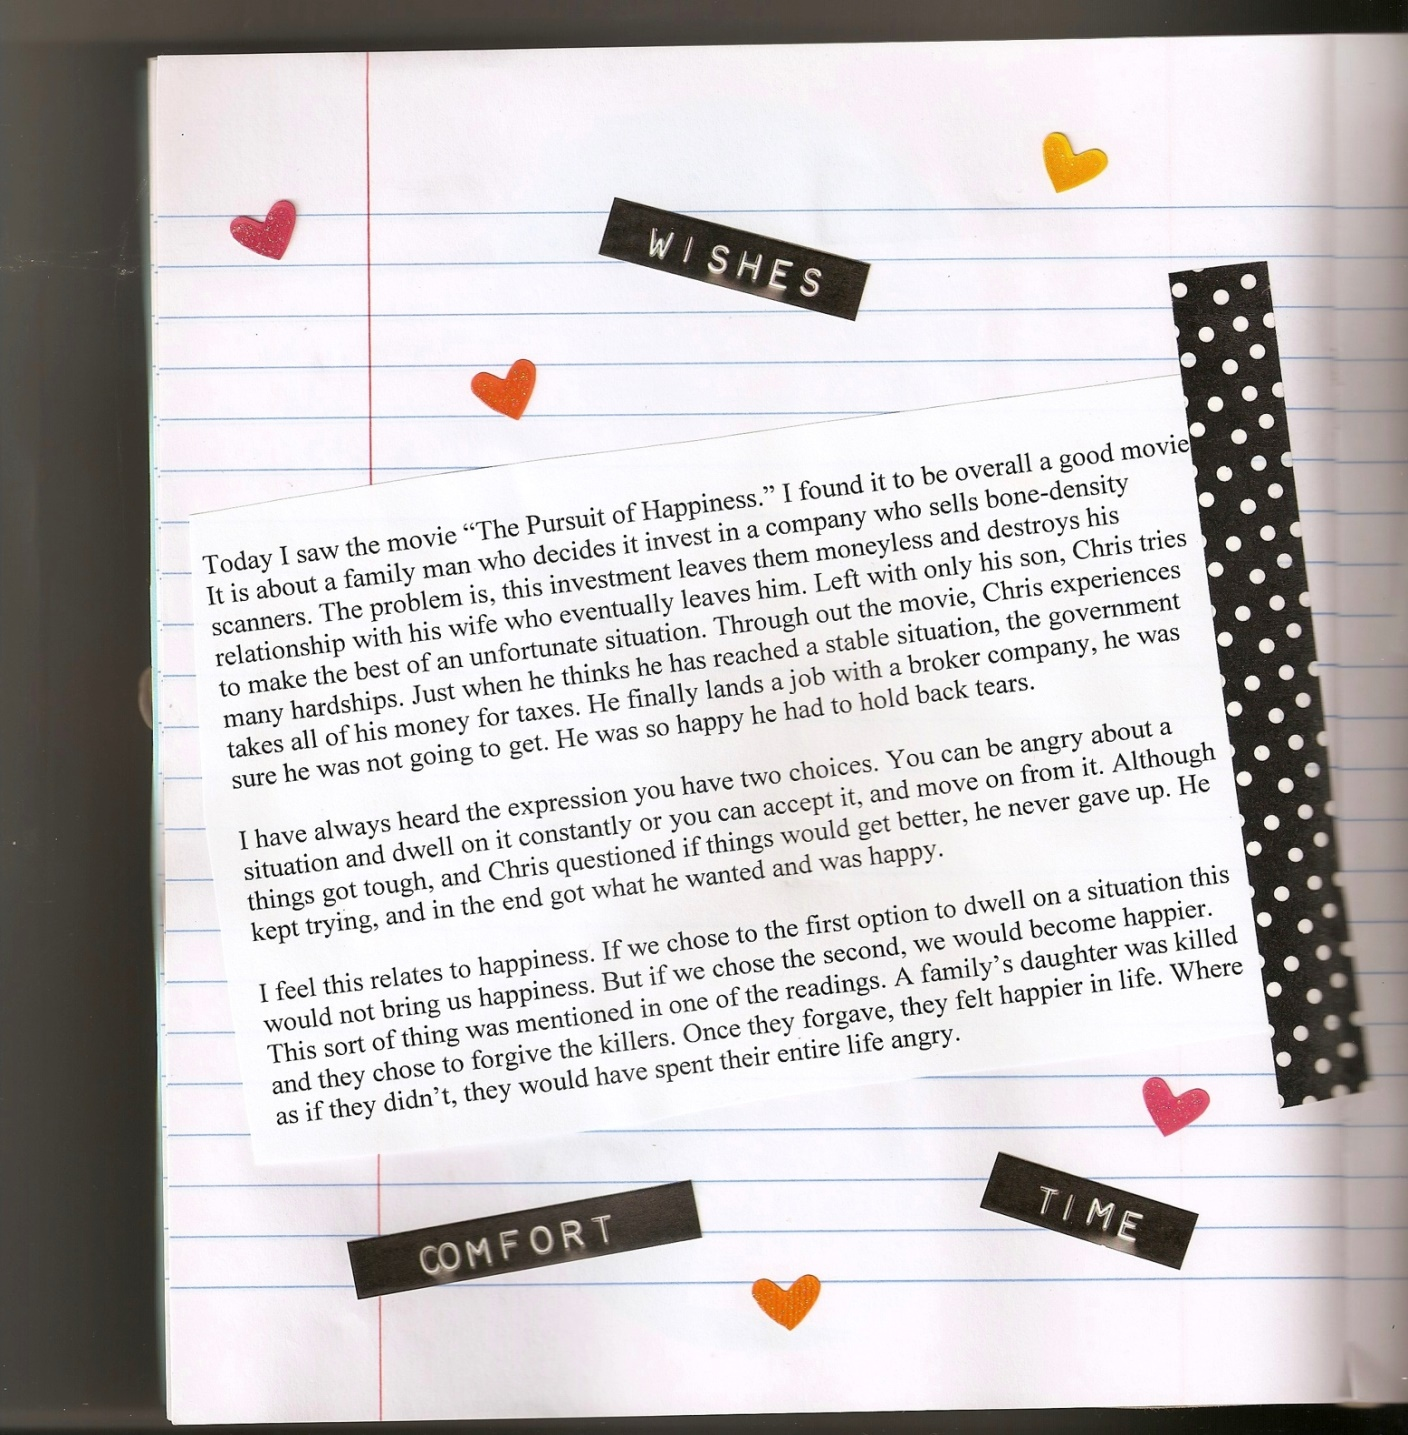 WISHES
Today I saw the movie “The Pursuit of Happiness.” I found it to be overall a good movie
It is about a family man who decides it invest in a company who sells bone-density
scanners. The problem is, this investment leaves them moneyless and destroys his
relationship with his wife who eventually leaves him. Left with only his son, Chris tries
to make the best of an unfortunate situation. Through out the movie, Chris experiences
many hardships. Just when he thinks he has reached a stable situation, the government
takes all of his money for taxes. He finally lands a job with a broker company, he was
sure he was not going to get. He was so happy he had to hold back tears.
I have always heard the expression you have two choices. You can be angry about a
situation and dwell on it constantly or you can accept it, and move on from it. Although
things got tough, and Chris questioned if things would get better, he never gave up. He
kept trying, and in the end got what he wanted and was happy.
I feel this relates to happiness. If we chose to the first option to dwell on a situation this
would not bring us happiness. But if we chose the second, we would become happier.
This sort of thing was mentioned in one of the readings. A family’s daughter was killed
and they chose to forgive the killers. Once they forgave, they felt happier in life. Where
as if they didn’t, they would have spent their entire life angry.
COMFORT
TIME